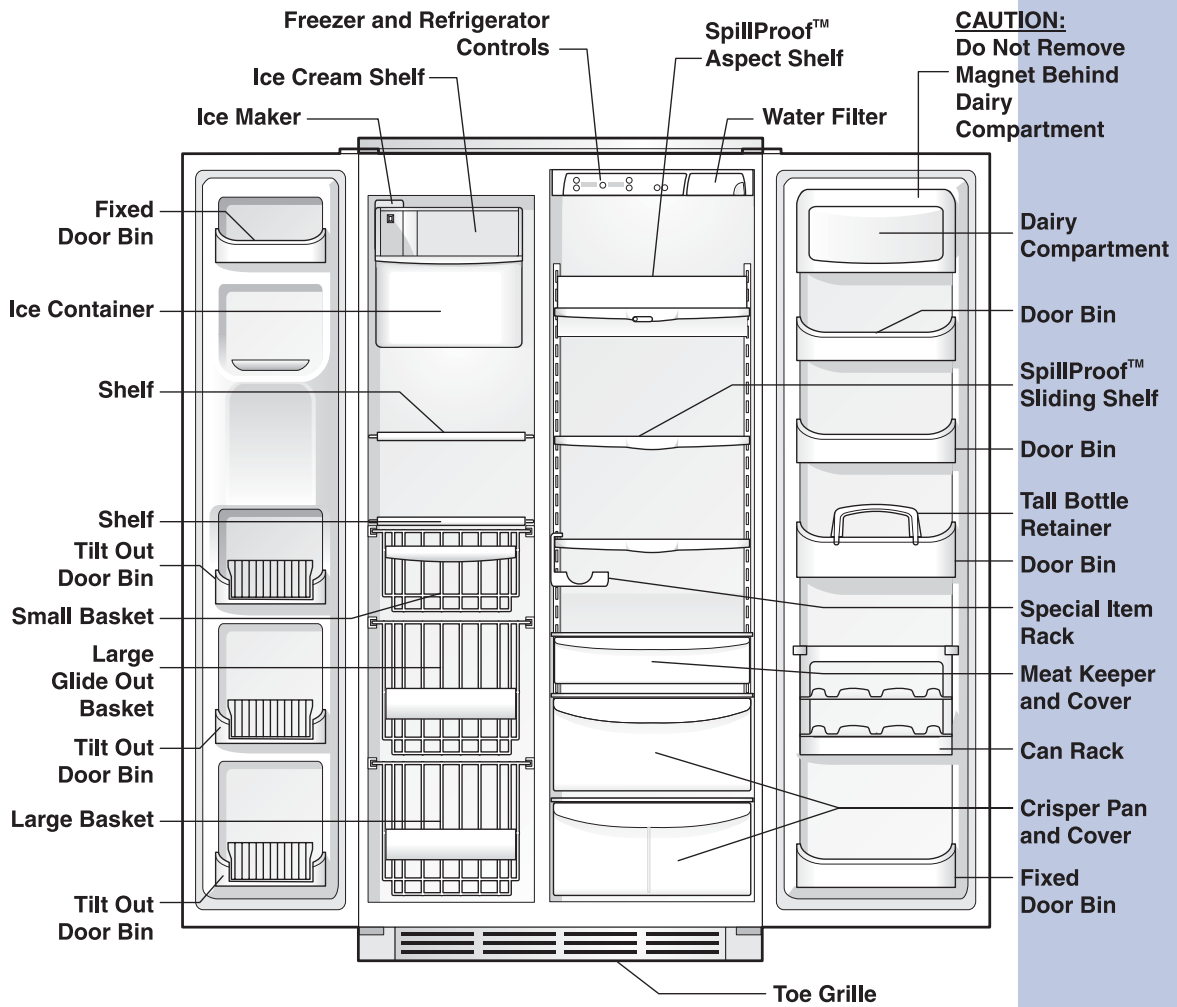 Freezer and Refrigerator
Controls
SpillProof™
Aspect Shelf
CAUTION:
Do Not Remove
Magnet Behind
Dairy
Compartment
Ice Cream Shelf
Ice Maker
Water Filter
Fixed
Door Bin
Ice Container
Shelf
Shelf
Tilt Out
Door Bin
Small Basket
Large
Glide Out
Basket
Tilt Out
Door Bin
Large Basket
Tilt Out
Door Bin
Dairy
Compartment
Door Bin
SpillProof™
Sliding Shelf
Door Bin
Tall Bottle
Retainer
Door Bin
Special Item
Rack
Meat Keeper
and Cover
Can Rack
Crisper Pan
and Cover
Fixed
Door Bin
Toe Grille